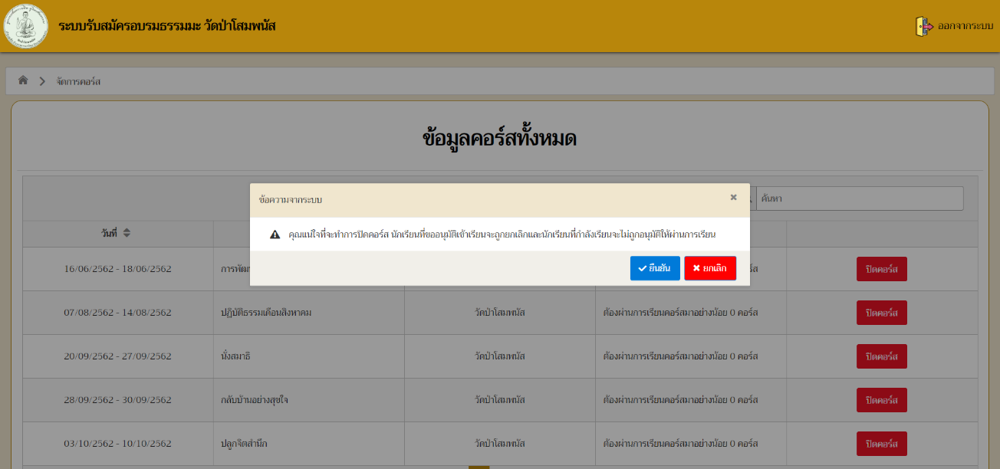 ระบบรับสมัครอบรมธรรมมะ วัดป่าโสมพนัส
ออกจากระบบ
จัดการคอร์ส
ข้อมูลคอร์สทั้งหมด
ค้นหา
ข้อความจากระบบ
คุณแน่ใจที่จะทำการปิดคอร์ส นักเรียนที่ขออนุมัติเข้าเรียนจะถูกยกเลิกและนักเรียนที่กำลังเรียนจะไม่ถูกอนุมัติให้ผ่านการเรียน
ยืนยัน ยกเลิก
วันที่
16/06/2562 - 18/06/2562 ปิดคอร์ส
07/08/2562 - 14/08/2562 ปฏิบัติธรรมเดือนสิงหาคม วัดป่าโสมพนัส ต้องผ่านการเรียนคอร์สมาอย่างน้อย 0 คอร์ส ปิดคอร์ส
20/09/2562 - 27/09/2562 นั่งสมาธิ วัดป่าโสมพนัส ต้องผ่านการเรียนคอร์สมาอย่างน้อย 0 คอร์ส ปิดคอร์ส
28/09/2562 - 30/09/2562 กลับบ้านอย่างสุขใจ วัดป่าโสมพนัส ต้องผ่านการเรียนคอร์สมาอย่างน้อย 0 คอร์ส ปิดคอร์ส
03/10/2562 - 10/10/2562 ปลูกจิตสำนึก วัดป่าโสมพนัส ต้องผ่านการเรียนคอร์สมาอย่างน้อย 0 คอร์ส ปิดคอร์ส